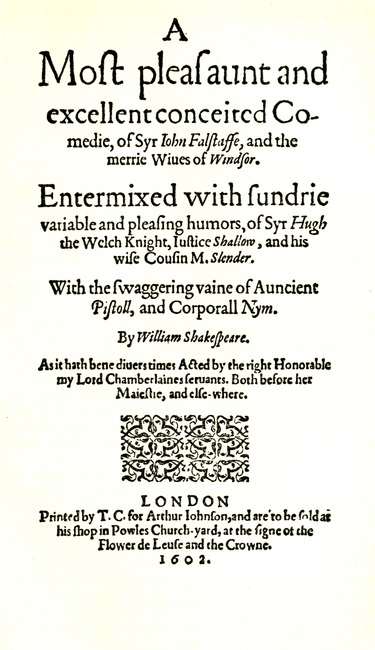 A
Moſt pleaſaunt and
excellent conceited Co-
medie, of Syr Iohn Falſtaffe, and the
merrie Wiues of Windſor.
Entermixed with ſundrie
variable and pleaſing humors, of Syr Hugh
the Welch Knight, Iuſtice Shallow, and his
wiſe Couſin M. Slender.
With the ſwaggering vaine of Auncient
Piſtoll, and Corporall Nym.
By William Shakeſpeare.
As it hath bene diuers times Acted by the right Honorable
my Lord Chamberlaines ſeruants. Both before her
Maieſtie, and elſe-where.
LONDON
Printed by T. C. for Arthur Iohnſon, and are to be ſold at
his ſhop in Powles Church-yard, at the ſigne of the
Flower de Leuſe and the Crowne.
1602.